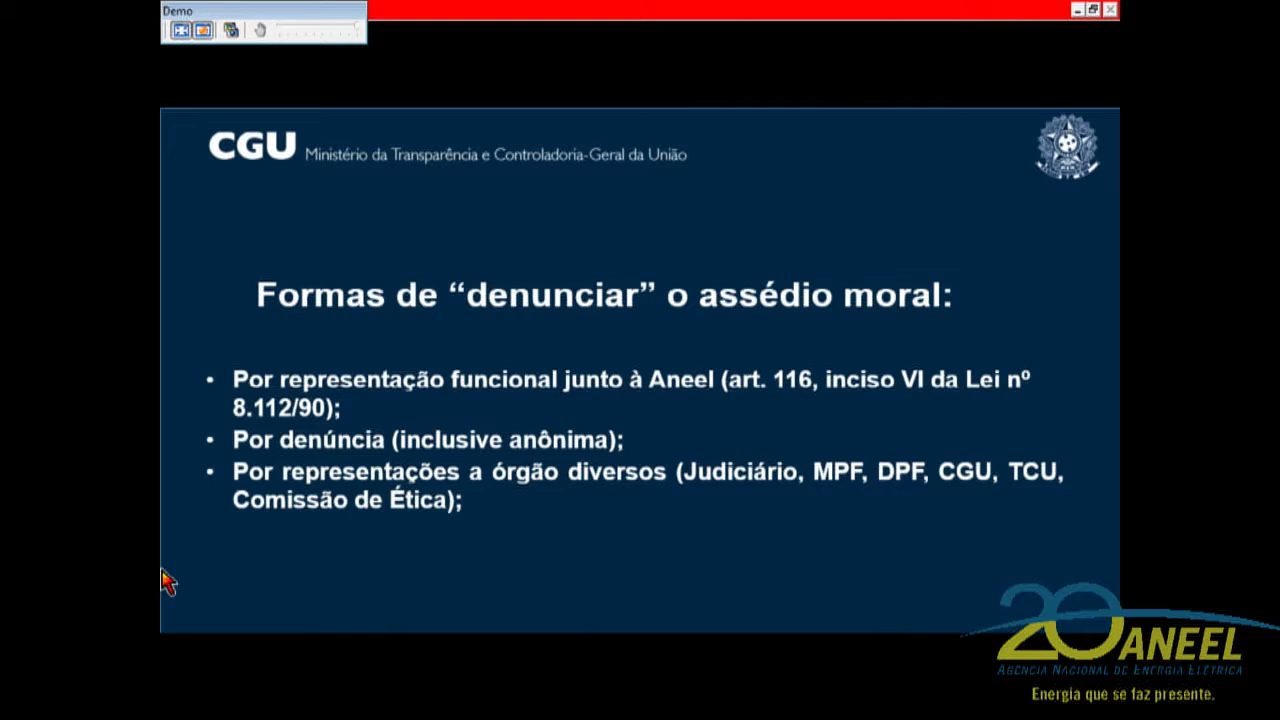 Demo
CGU Ministério da Transparência e Controladoria-Geral da União
Formas de “denunciar” o assédio moral:
• Por representação funcional junto à Aneel (art. 116, inciso VI da Lei nº
8.112/90);
• Por denúncia (inclusive anônima);
• Por representações a órgão diversos (Judiciário, MPF, DPF, CGU, TCU,
Comissão de Ética);
20 ANEEL
AGÊNCIA NACIONAL DE ENERGIA ELÉTRICA
Energia que se faz presente.